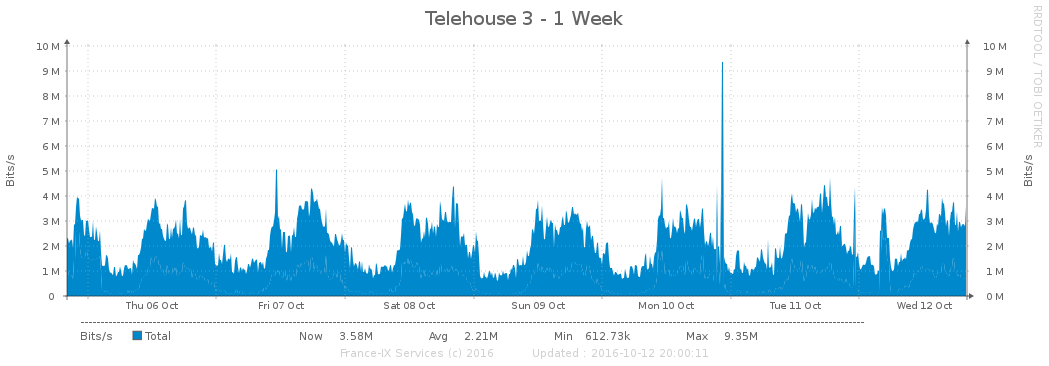 Telehouse 3 - 1 Week
RRDTOOL / TOBI OETIKER
Bits/s
10 M 10 M
9 M 9 M
8 M 8 M
7 M 7 M
6 M 6 M
5 M 5 M
4 M 4 M
3 M 3 M
2 M 2 M
1 M 1 M
0 0 M
Bits/s
Thu 06 Oct Fri 07 Oct Sat 08 Oct Sun 09 Oct Mon 10 Oct Tue 11 Oct Wed 12 Oct
Bits/s Total Now 3.58M Avg 2.21M Min 612.73k Max 9.35M
France-IX Services (c) 2016 Updated : 2016-10-12 20:00:11